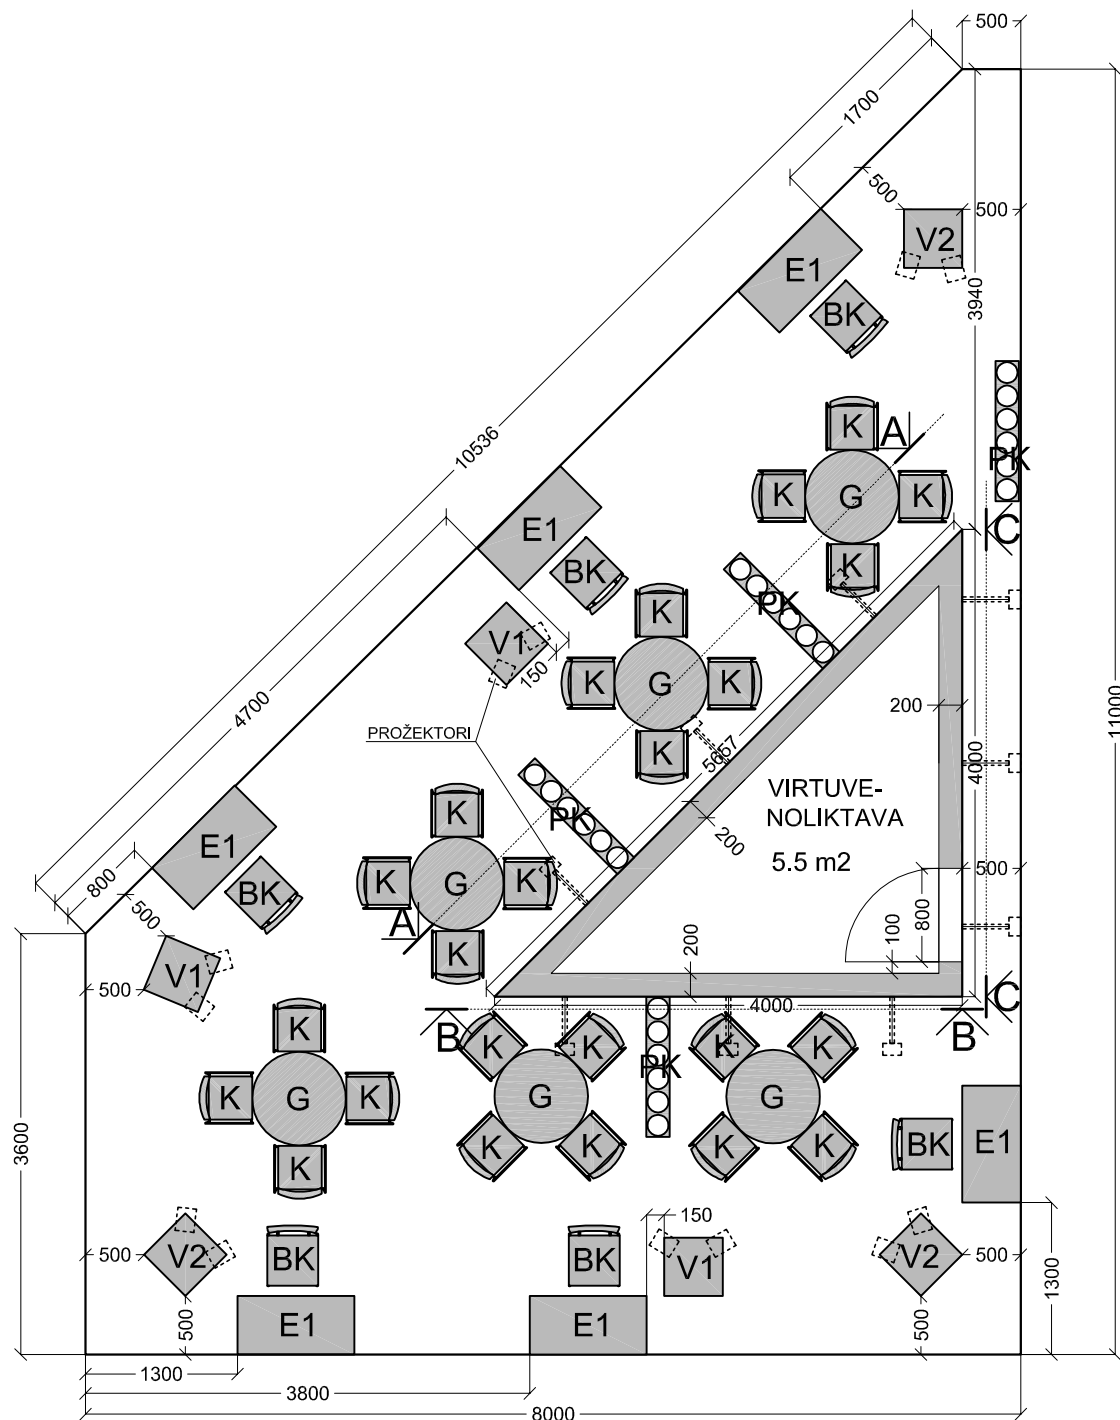 500
1700
500
500
V2
E1
BK
3940
K
A
PK
10536
K
G
K
C
E1
K
BK
PK
K
V1
150
K
G
K
4700
PROŽEKTORI
K
5657
200
4000
11000
VIRTUVE-
NOLIKTAVA
5.5 m2
200
E1
K
PK
800
BK
K
G
K
500
500
A
K
100
800
V1
200
500
4000
C
B
B
K
K
K
K
K
PK
K
G
K
G
G
3600
K
K
K
K
K
BK
E1
150
V2
500
BK
BK
V1
V2
500
1300
500
E1
E1
500
1300
3800
8000